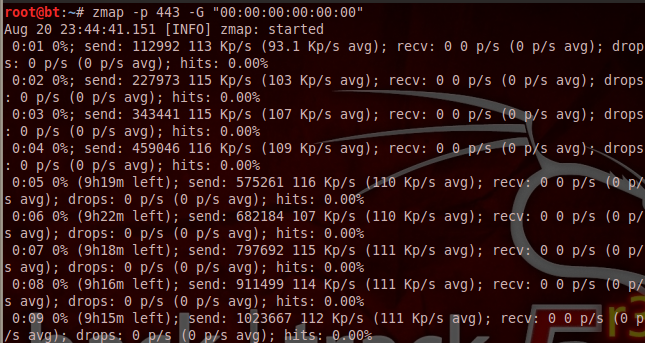 root@bt:~# zmap -p 443 -G "00:00:00:00:00:00"
Aug 20 23:44:41.151 [INFO] zmap: started
0:01 0%; send: 112992 113 Kp/s (93.1 Kp/s avg); recv: 0 0 p/s (0 p/s avg); drop
s: 0 p/s (0 p/s avg); hits: 0.00%
0:02 0%; send: 227973 115 Kp/s (103 Kp/s avg); recv: 0 0 p/s (0 p/s avg); drops
: 0 p/s (0 p/s avg); hits: 0.00%
0:03 0%; send: 343441 115 Kp/s (107 Kp/s avg); recv: 0 0 p/s (0 p/s avg); drops
: 0 p/s (0 p/s avg); hits: 0.00%
0:04 0%; send: 459046 116 Kp/s (109 Kp/s avg); recv: 0 0 p/s (0 p/s avg); drops
: 0 p/s (0 p/s avg); hits: 0.00%
0:05 0% (9h19m left); send: 575261 116 Kp/s (110 Kp/s avg); recv: 0 0 p/s (0 p/
s avg); drops: 0 p/s (0 p/s avg); hits: 0.00%
0:06 0% (9h22m left); send: 682184 107 Kp/s (110 Kp/s avg); recv: 0 0 p/s (0 p/
s avg); drops: 0 p/s (0 p/s avg); hits: 0.00%
0:07 0% (9h18m left); send: 797692 115 Kp/s (111 Kp/s avg); recv: 0 0 p/s (0 p/
s avg); drops: 0 p/s (0 p/s avg); hits: 0.00%
0:08 0% (9h16m left); send: 911499 114 Kp/s (111 Kp/s avg); recv: 0 0 p/s (0 p/
s avg); drops: 0 p/s (0 p/s avg); hits: 0.00%
0:09 0% (9h15m left); send: 1023667 112 Kp/s (111 Kp/s avg); recv: 0 0 p/s (0 p
/s avg); drops: 0 p/s (0 p/s avg); hits: 0.00%